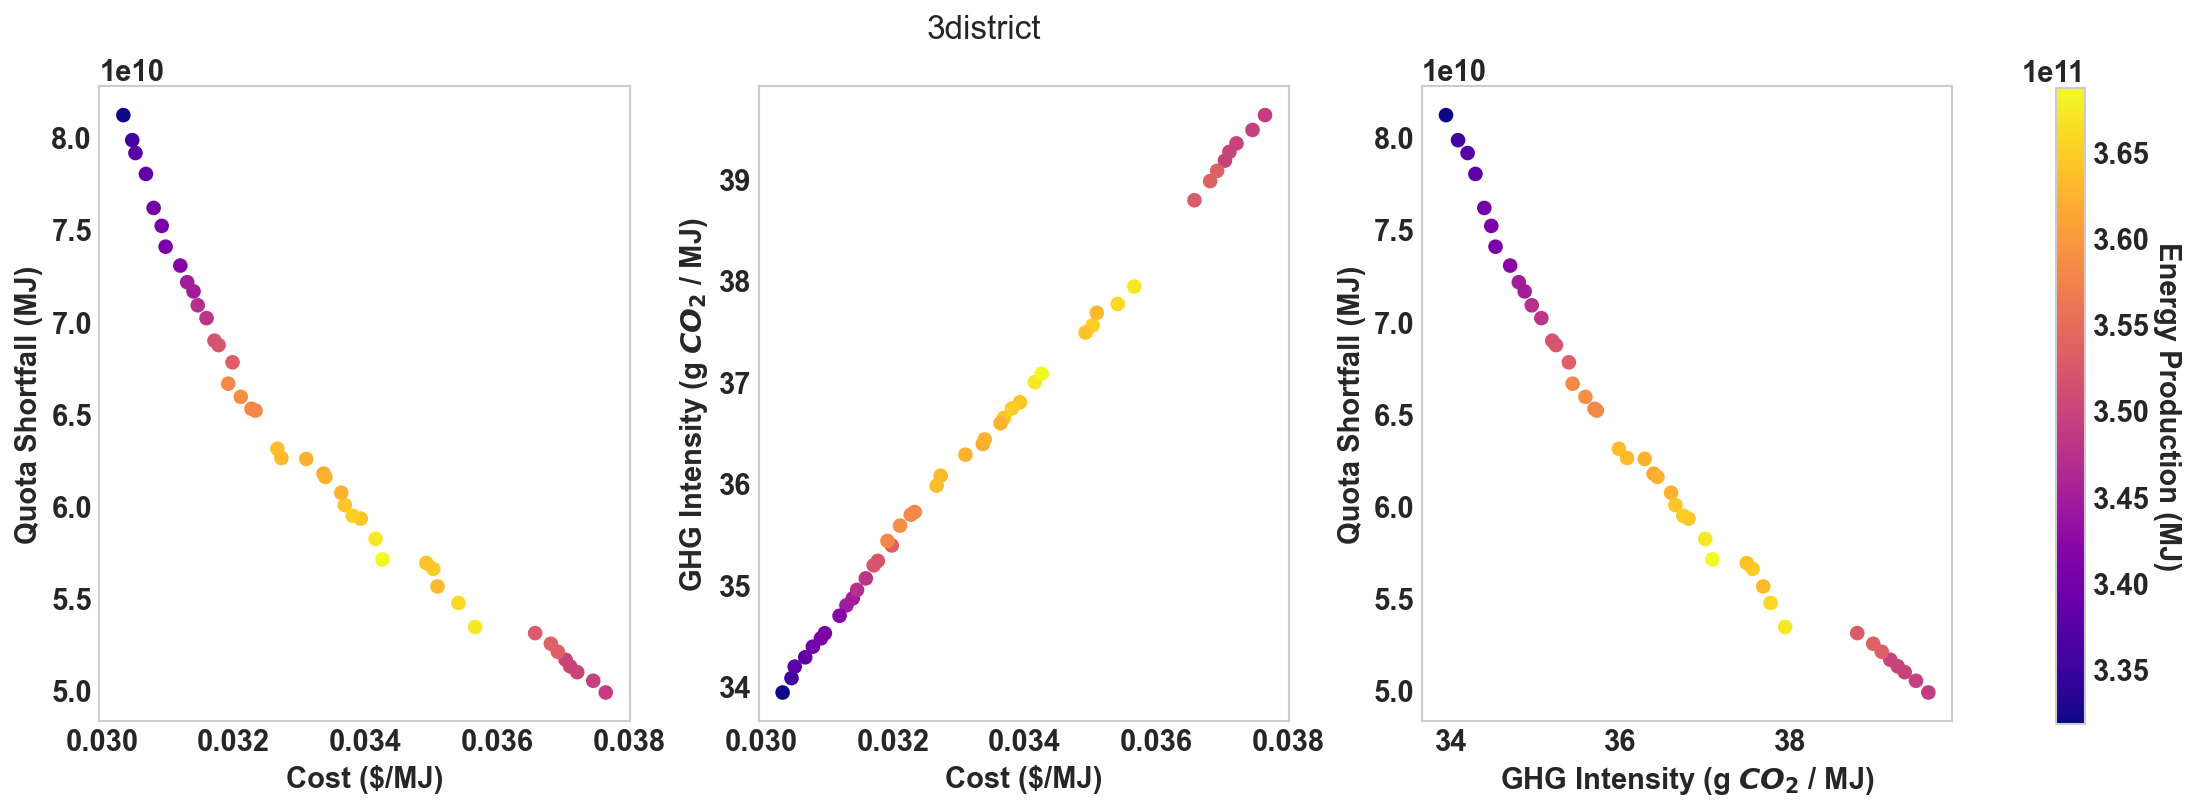 3district
1e10
8.0
7.5
7.0
6.5
6.0
5.5
5.0
Quota Shortfall (MJ)
0.030 0.032 0.034 0.036 0.038
Cost ($/MJ)
39
38
37
36
35
34
GHG Intensity (g CO₂ / MJ)
0.030 0.032 0.034 0.036 0.038
Cost ($/MJ)
1e10
8.0
7.5
7.0
6.5
6.0
5.5
5.0
Quota Shortfall (MJ)
34 36 38
GHG Intensity (g CO₂ / MJ)
1e11
3.65
3.60
3.55
3.50
3.45
3.40
3.35
Energy Production (MJ)